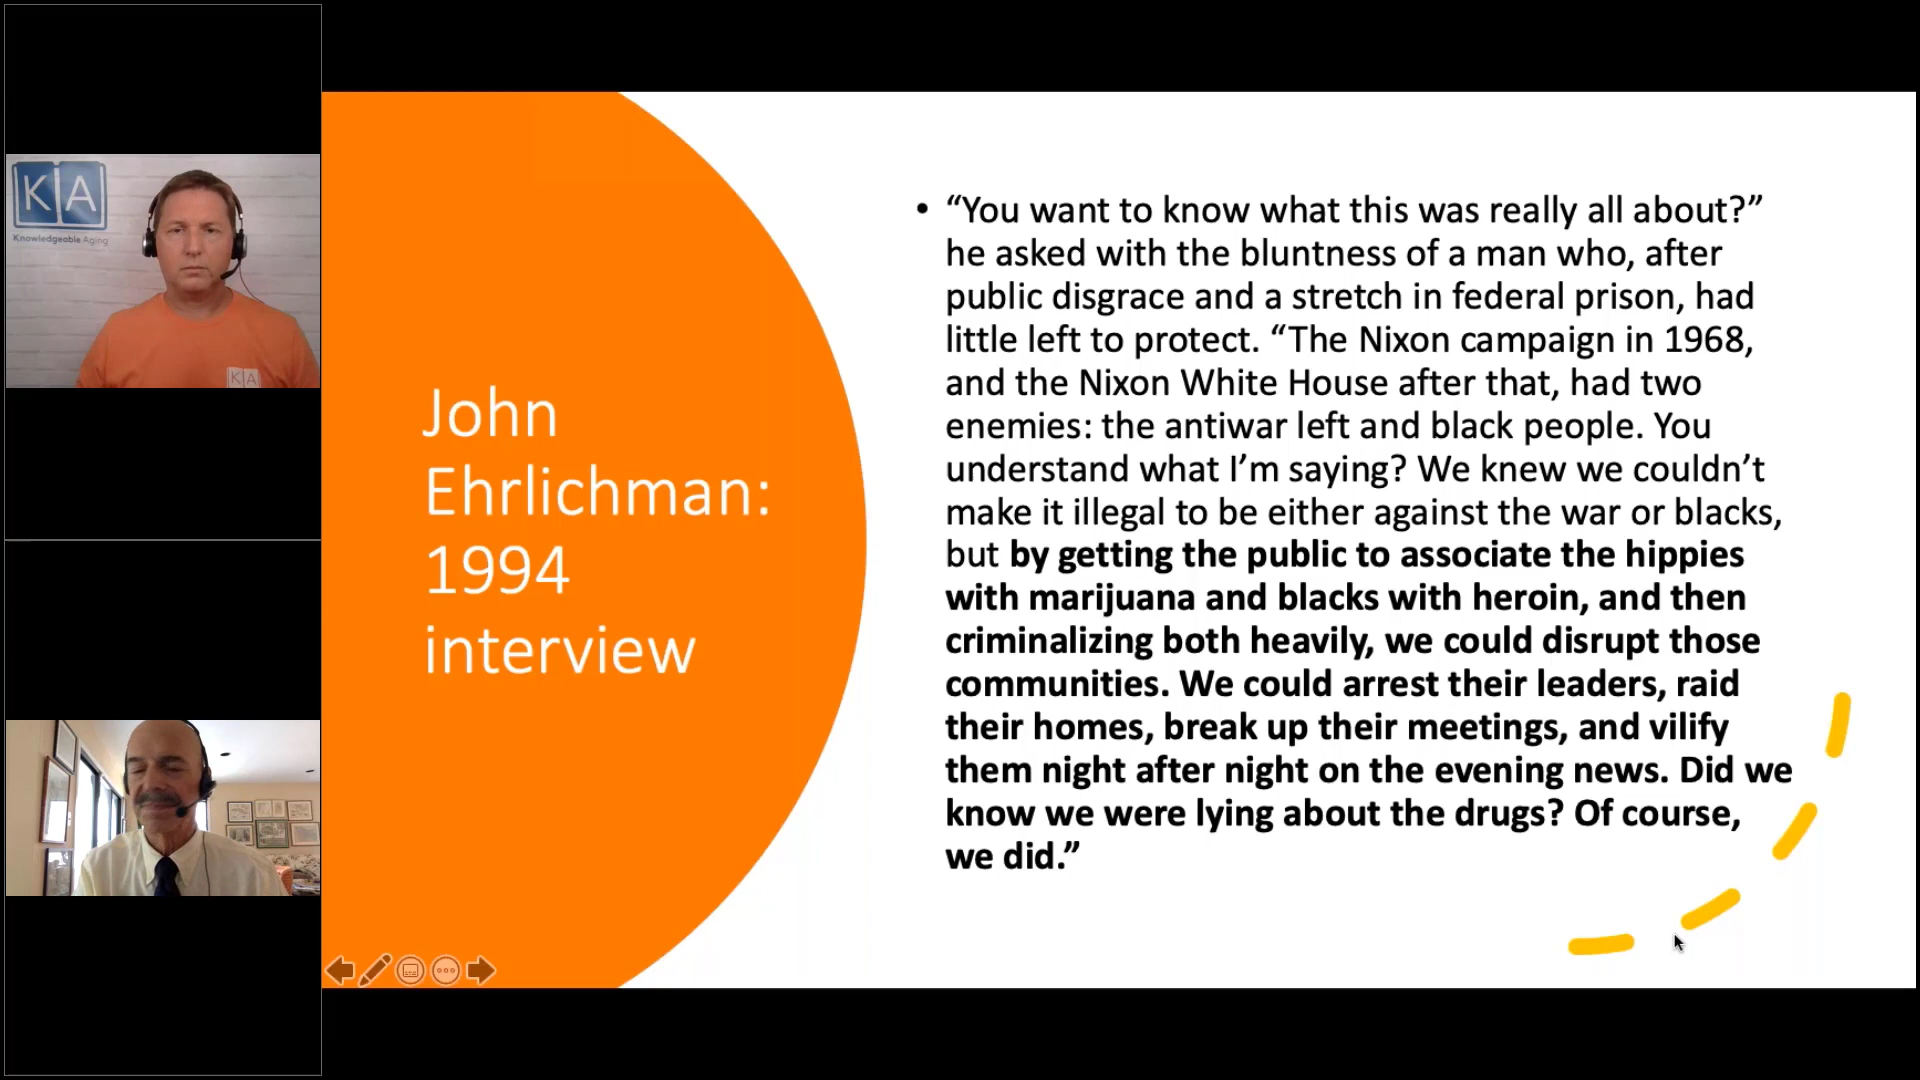 K A
Knowledgeable Aging
K A
John
Ehrlichman:
1994
interview
• “You want to know what this was really all about?”
he asked with the bluntness of a man who, after
public disgrace and a stretch in federal prison, had
little left to protect. “The Nixon campaign in 1968,
and the Nixon White House after that, had two
enemies: the antiwar left and black people. You
understand what I’m saying? We knew we couldn’t
make it illegal to be either against the war or blacks,
but by getting the public to associate the hippies
with marijuana and blacks with heroin, and then
criminalizing both heavily, we could disrupt those
communities. We could arrest their leaders, raid
their homes, break up their meetings, and vilify
them night after night on the evening news. Did we
know we were lying about the drugs? Of course,
we did.”